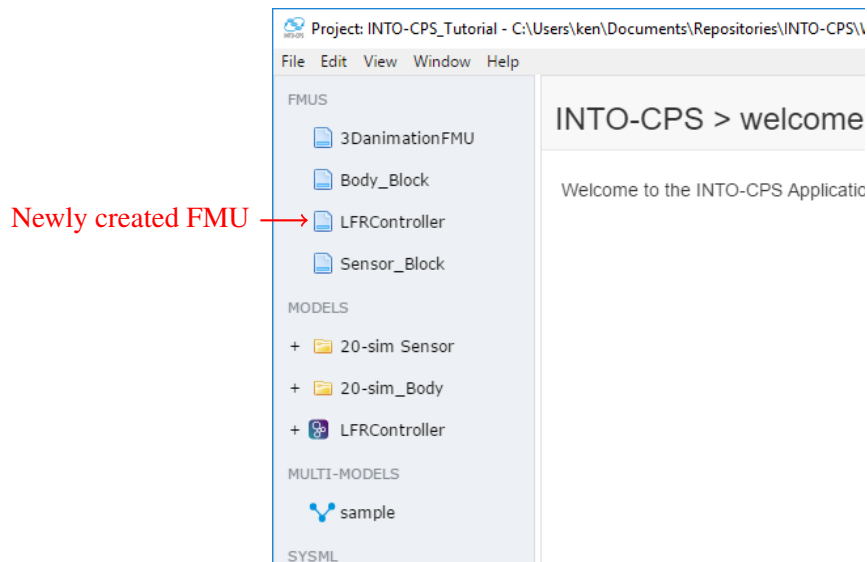 Project: INTO-CPS_Tutorial - C:\Users\ken\Documents\Repositories\INTO-CPS\
File Edit View Window Help
FMUS
INTO-CPS > welcome
3DanimationFMU
Body_Block
Welcome to the INTO-CPS
Newly created FMU
LFRController
Sensor_Block
MODELS
+ 20-sim Sensor
+ 20-sim_Body
+ LFRController
MULTI-MODELS
sample
SYSML